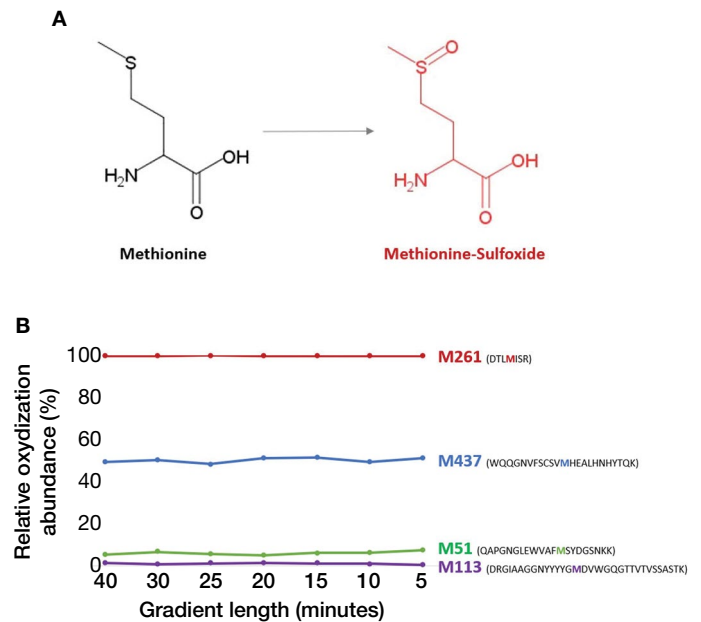 A
S
OH
H₂N
O
Methionine
O
S
OH
H₂N
O
Methionine-Sulfoxide
B
Relative oxydization
abundance (%)
100
80
60
40
20
0
M261 (DTLMISR)
M437 (WQQGNVFSCSVMHEALHNHYTQK)
M51 (QAPGNGLEWVAFMSYDGSNKK)
M113 (DRGIAAGGNYYYYGMDVWGQGTTVTVSSASTK)
40 30 25 20 15 10 5
Gradient length (minutes)